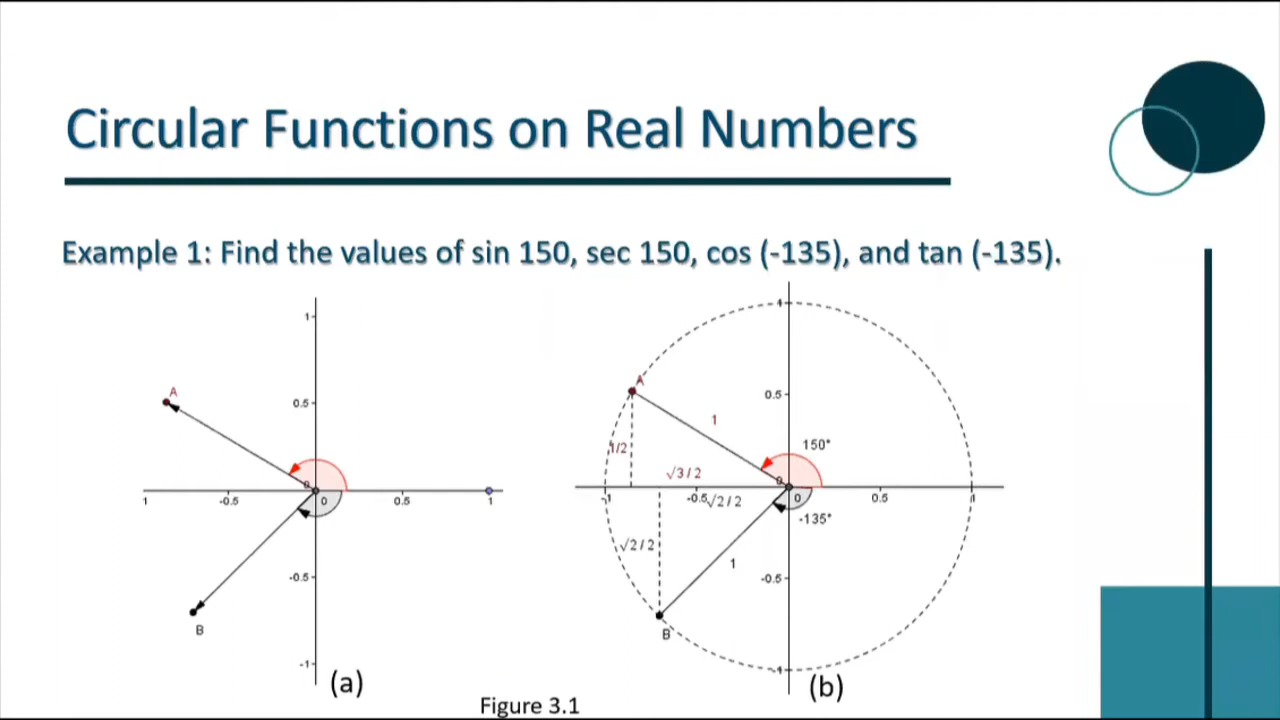 Circular Functions on Real Numbers
Example 1: Find the values of sin 150, sec 150, cos (-135), and tan (-135).
1
A
0.5
1
-0.5
0
0.5
1
-0.5
B
-1
(a)
1
A
0.5
1
150°
1/2
√3 / 2
-1
-0.5
√2 / 2
0
0.5
1
-135°
√2 / 2
1
-0.5
B
-1
(b)
Figure 3.1